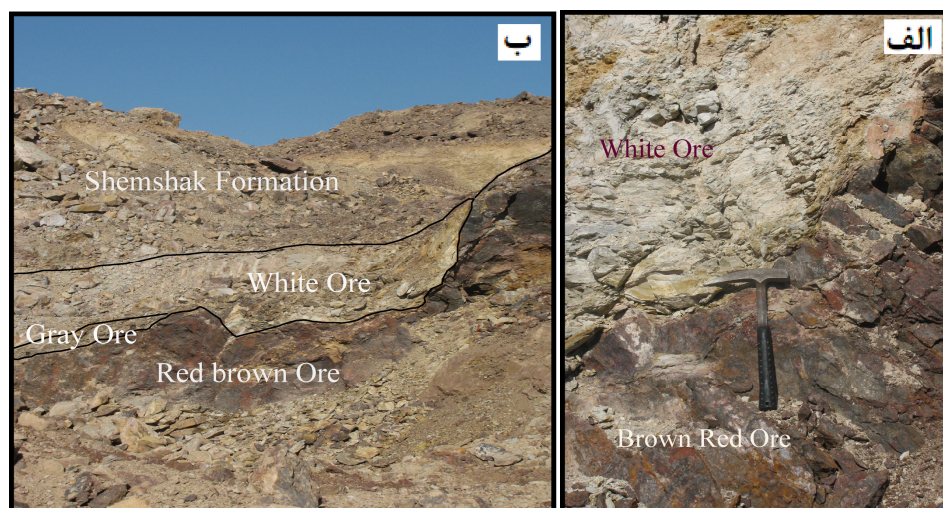 الف
White Ore
Brown Red Ore
ب
Shemshak Formation
White Ore
Gray Ore
Red brown Ore